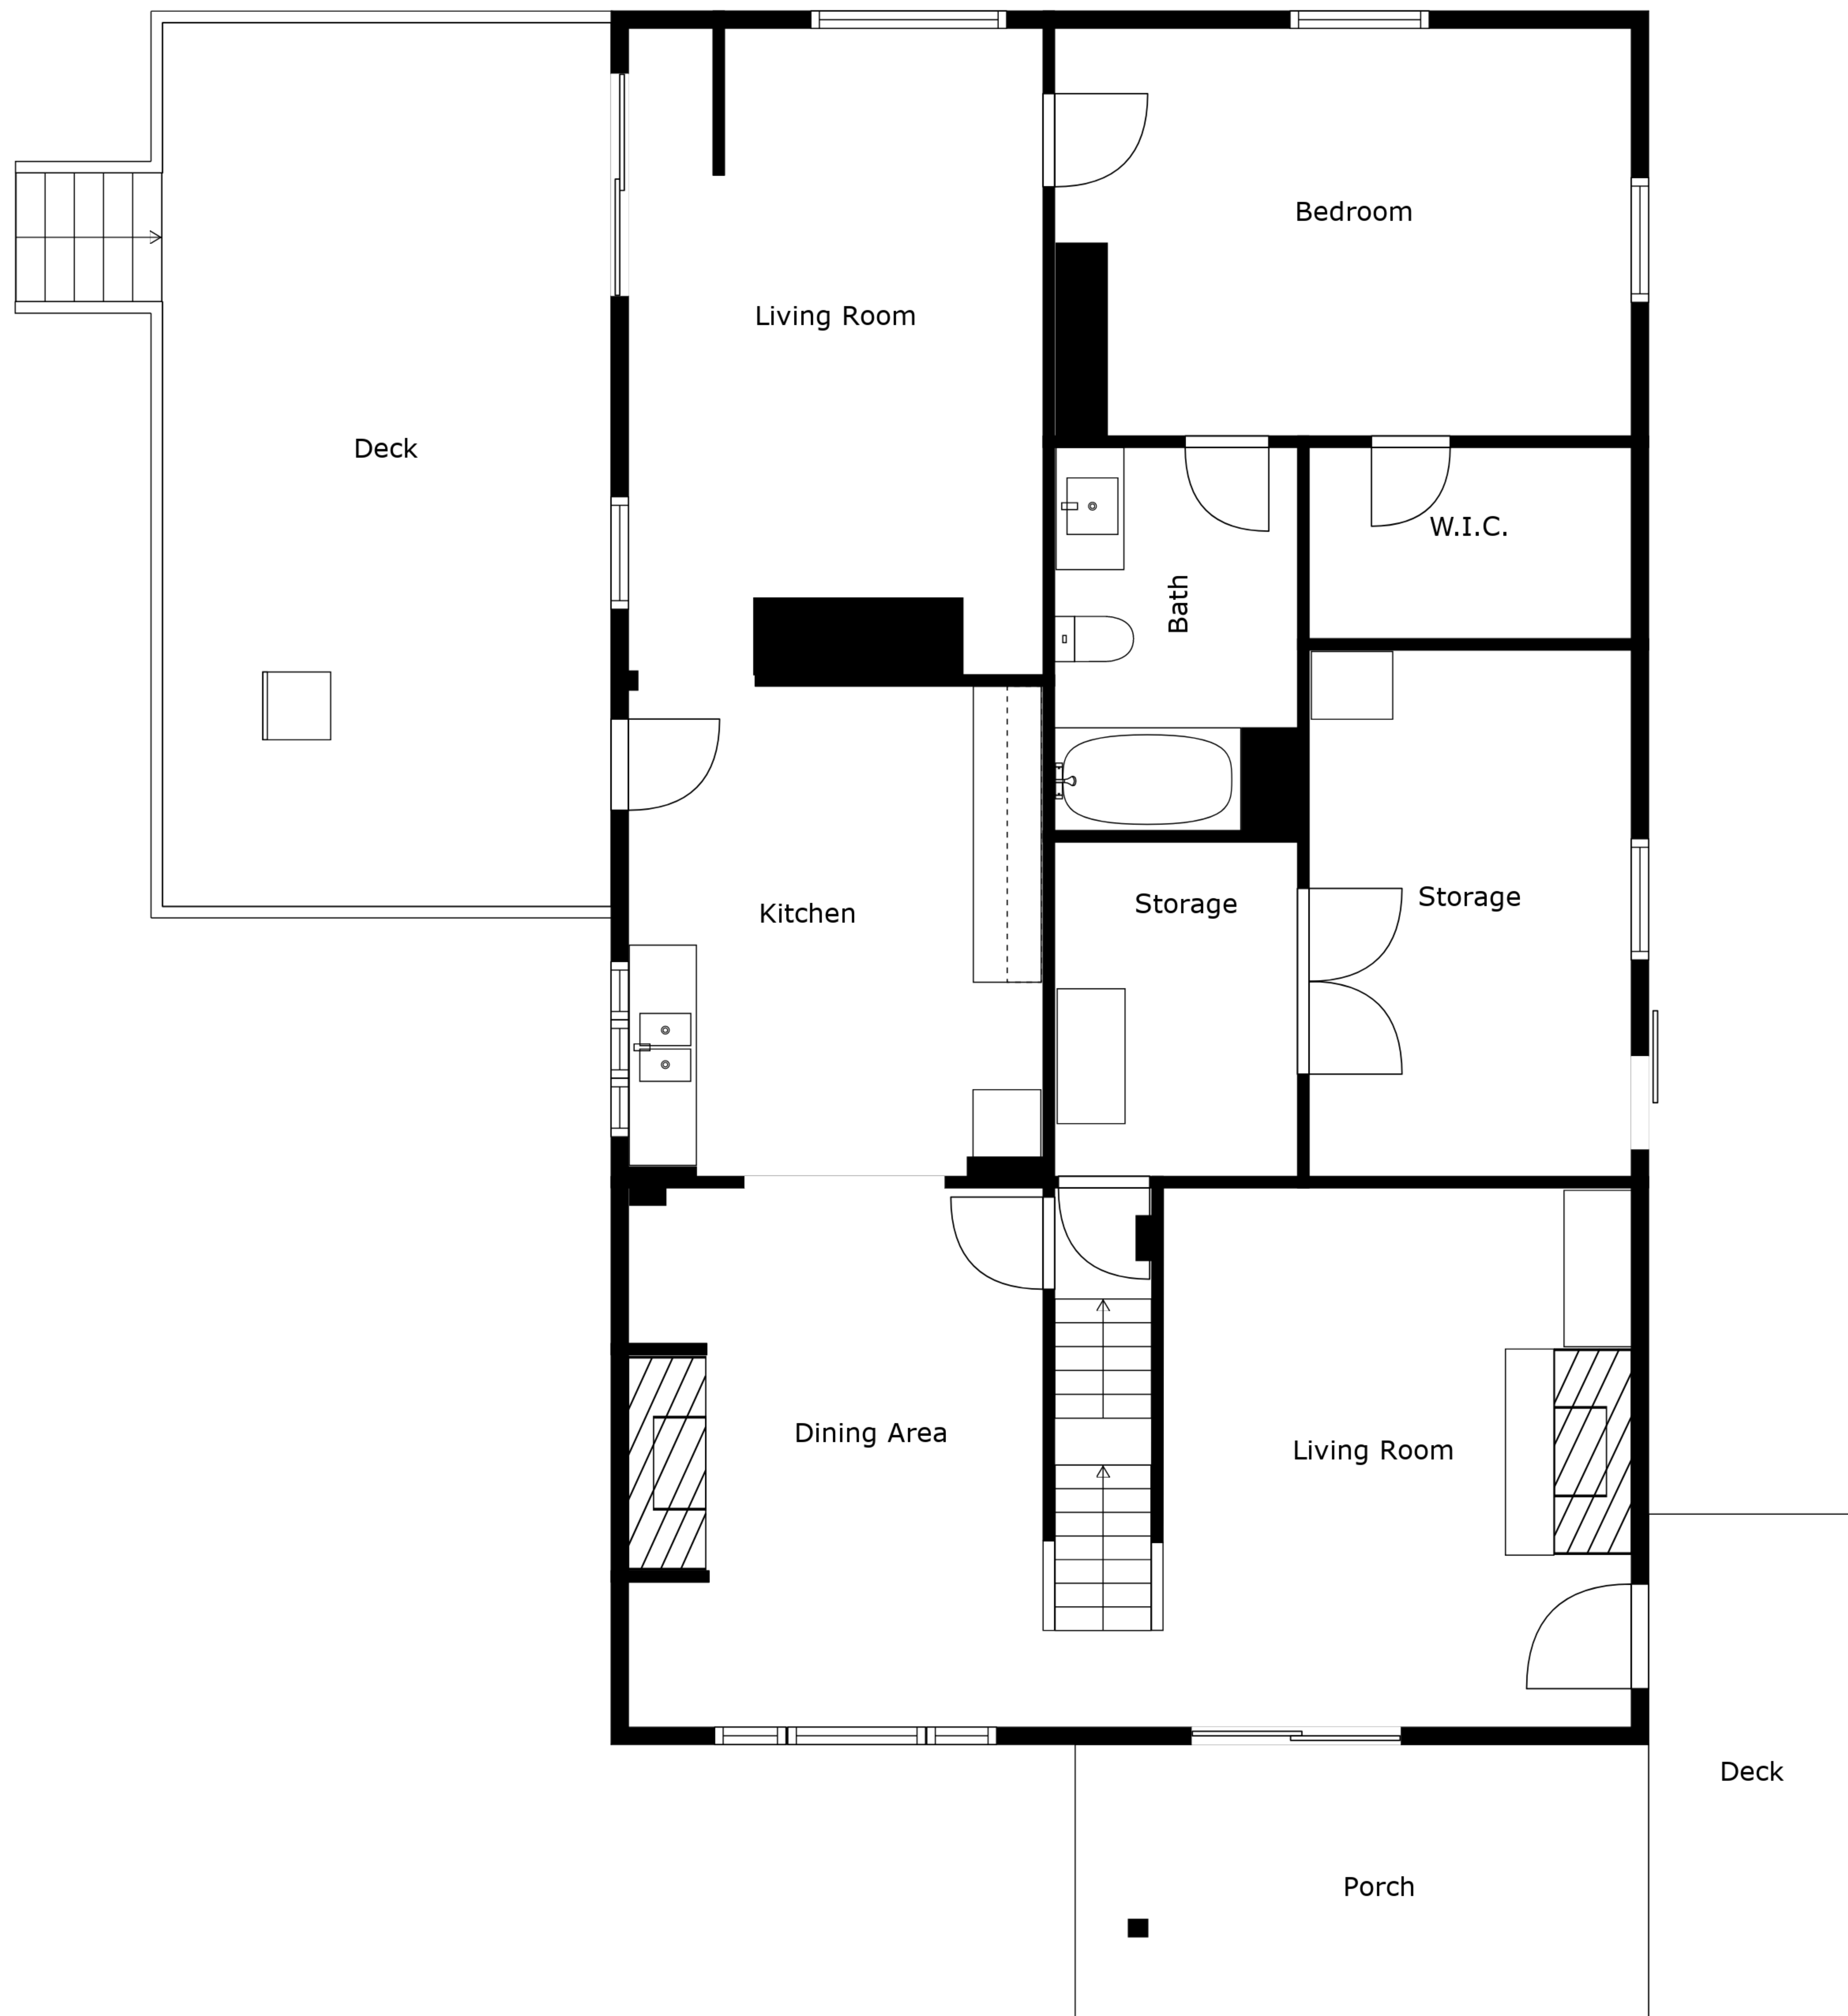 Bedroom
Living Room
Deck
W.I.C.
Bath
Storage
Storage
Kitchen
Dining Area
Living Room
Deck
Porch